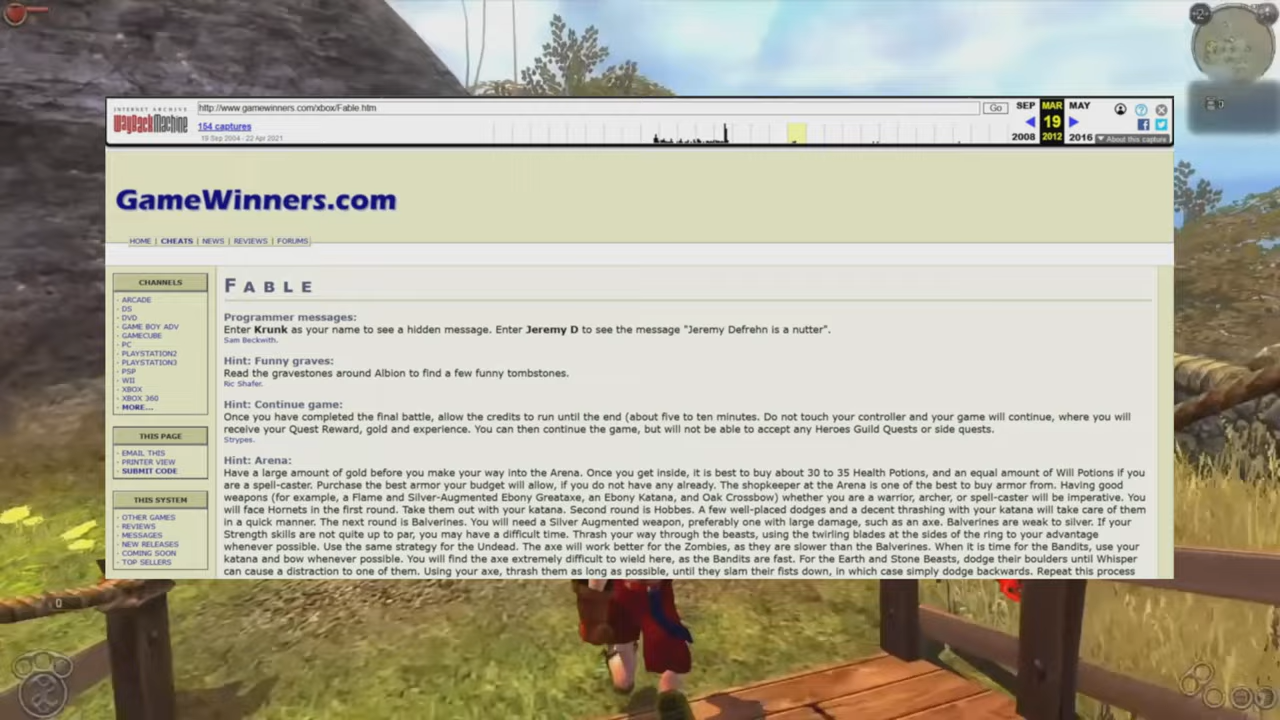 INTERNET ARCHIVE
WayBackMachine
http://www.gamewinners.com/xbox/Fable.htm
Go
154 captures
19 Sep 2004 - 22 Apr 2021
SEP MAR MAY
19
2008 2012 2016
About this capture
GameWinners.com
HOME | CHEATS | NEWS | REVIEWS | FORUMS
CHANNELS
· ARCADE
· DS
· DVD
· GAME BOY ADV
· GAMECUBE
· PC
· PLAYSTATION2
· PLAYSTATION3
· PSP
· WII
· XBOX
· XBOX 360
· MORE...
THIS PAGE
· EMAIL THIS
· PRINTER VIEW
· SUBMIT CODE
THIS SYSTEM
· OTHER GAMES
· REVIEWS
· MESSAGES
· NEW RELEASES
· COMING SOON
· TOP SELLERS
FABLE
Programmer messages:
Enter Krunk as your name to see a hidden message. Enter Jeremy D to see the message "Jeremy Defrehn is a nutter".
Sam Beckwith.
Hint: Funny graves:
Read the gravestones around Albion to find a few funny tombstones.
Ric Shafer.
Hint: Continue game:
Once you have completed the final battle, allow the credits to run until the end (about five to ten minutes. Do not touch your controller and your game will continue, where you will
receive your Quest Reward, gold and experience. You can then continue the game, but will not be able to accept any Heroes Guild Quests or side quests.
Strypes.
Hint: Arena:
Have a large amount of gold before you make your way into the Arena. Once you get inside, it is best to buy about 30 to 35 Health Potions, and an equal amount of Will Potions if you
are a spell-caster. Purchase the best armor your budget will allow, if you do not have any already. The shopkeeper at the Arena is one of the best to buy armor from. Having good
weapons (for example, a Flame and Silver-Augmented Ebony Greataxe, an Ebony Katana, and Oak Crossbow) whether you are a warrior, archer, or spell-caster will be imperative. You
will face Hornets in the first round. Take them out with your katana. Second round is Hobbes. A few well-placed dodges and a decent thrashing with your katana will take care of them
in a quick manner. The next round is Balverines. You will need a Silver Augmented weapon, preferably one with large damage, such as an axe. Balverines are weak to silver. If your
Strength skills are not quite up to par, you may have a difficult time. Thrash your way through the beasts, using the twirling blades at the sides of the ring to your advantage
whenever possible. Use the same strategy for the Undead. The axe will work better for the Zombies, as they are slower than the Balverines. When it is time for the Bandits, use your
katana and bow whenever possible. You will find the axe extremely difficult to wield here, as the Bandits are fast. For the Earth and Stone Beasts, dodge their boulders until Whisper
can cause a distraction to one of them. Using your axe, thrash them as long as possible, until they slam their fists down, in which case simply dodge backwards. Repeat this process
0